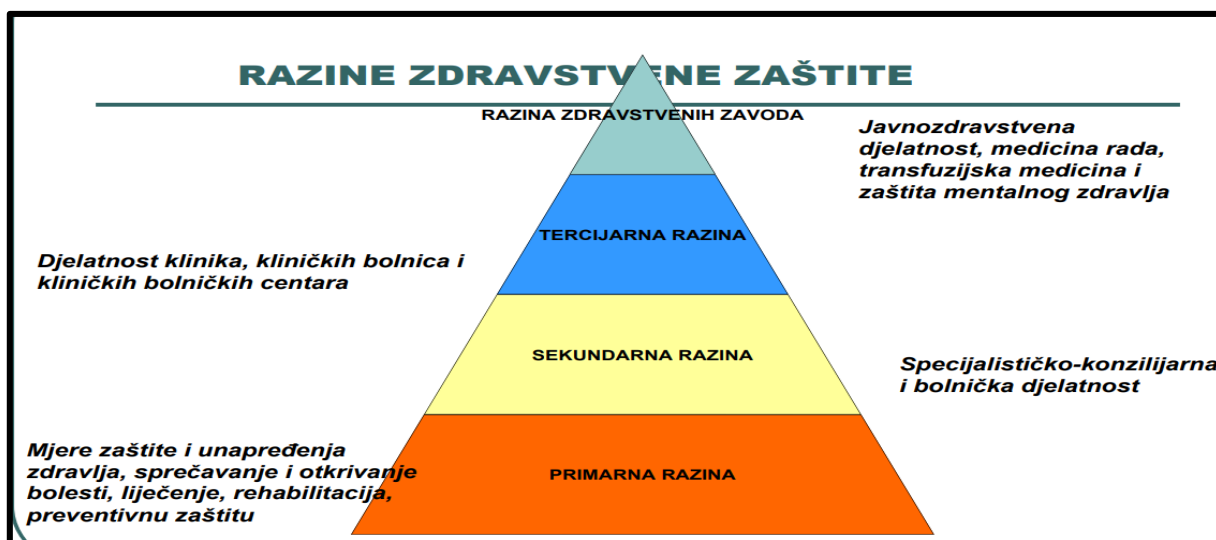 RAZINE ZDRAVSTVENE ZAŠTITE
RAZINA ZDRAVSTVENIH ZAVODA
Javnozdravstvena
djelatnost, medicina rada,
transfuzijska medicina i
zaštita mentalnog zdravlja
TERCIJARNA RAZINA
Djelatnost klinika, kliničkih bolnica i
kliničkih bolničkih centara
SEKUNDARNA RAZINA
Specijalističko-konzilijarna
i bolnička djelatnost
Mjere zaštite i unapređenja
zdravlja, sprečavanje i otkrivanje
bolesti, liječenje, rehabilitacija,
preventivnu zaštitu
PRIMARNA RAZINA